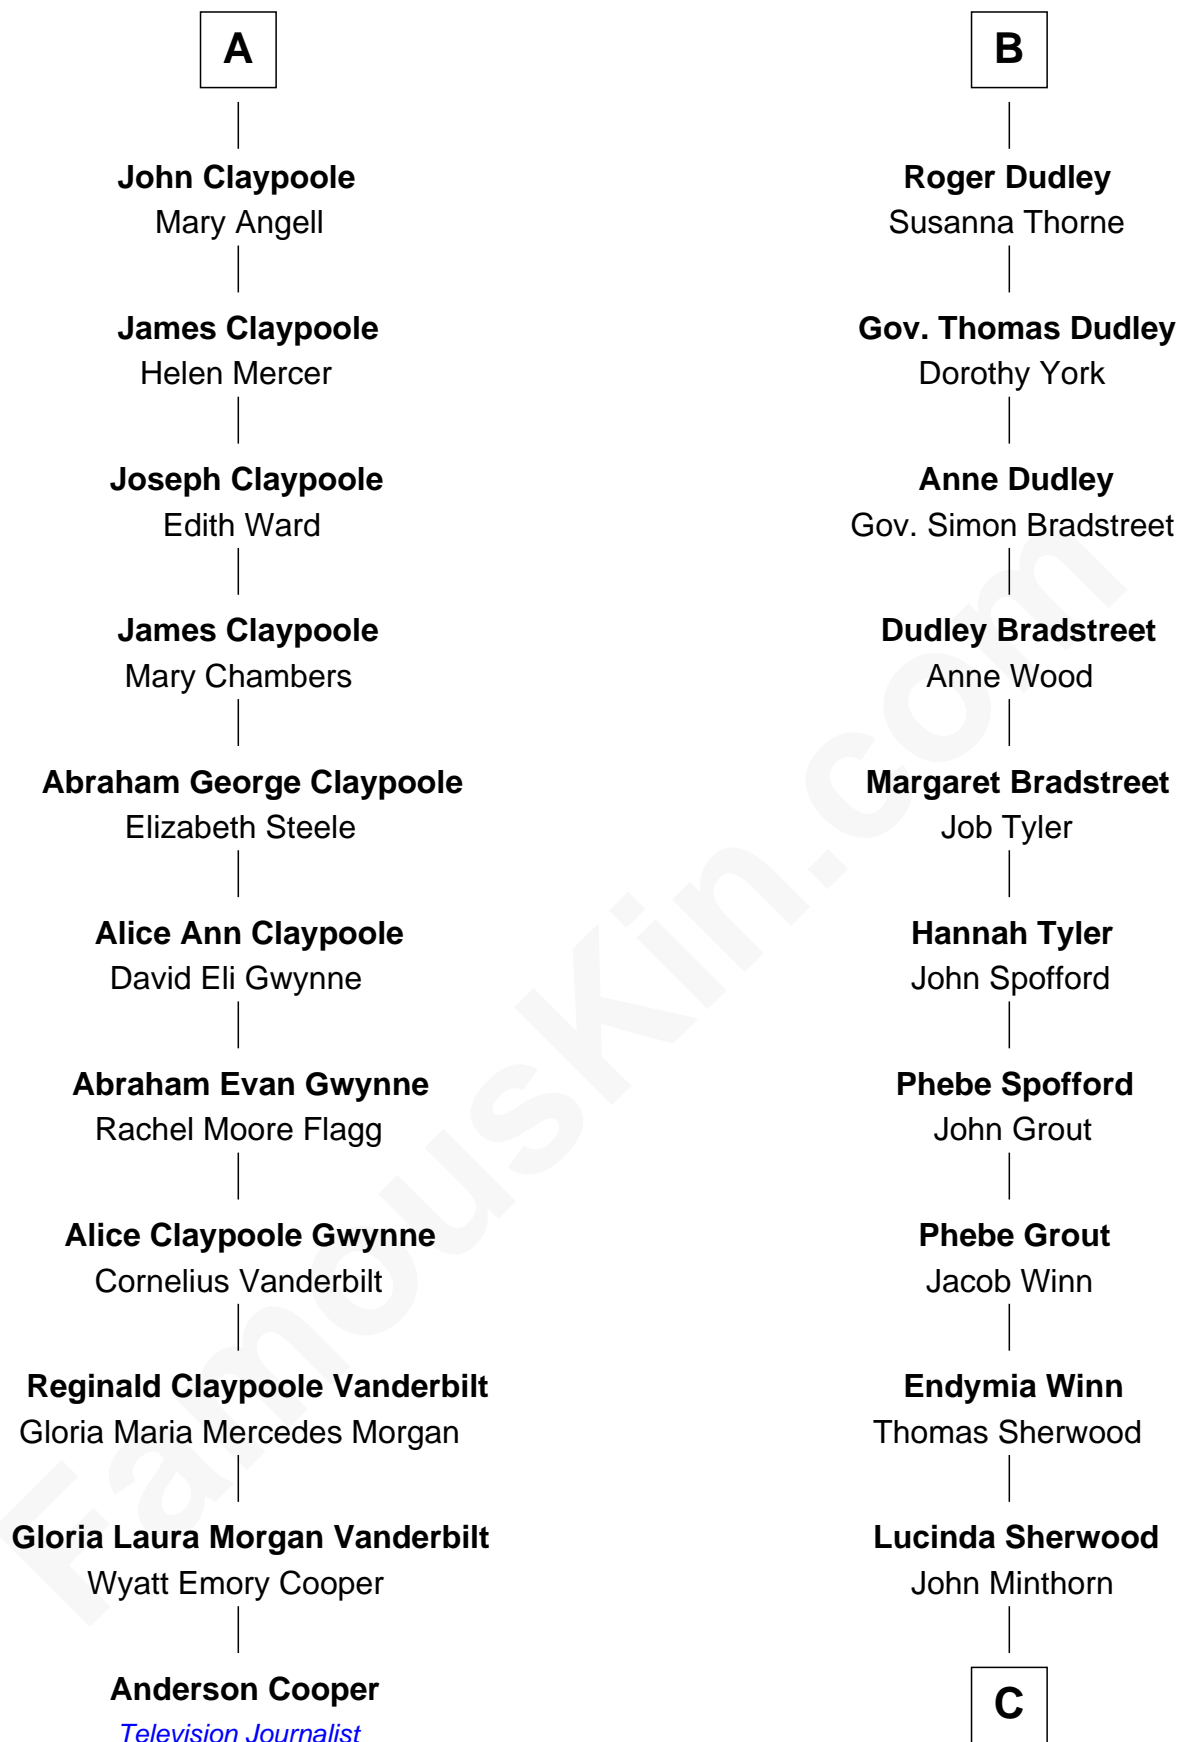 A
John Claypoole
Mary Angell
James Claypoole
Helen Mercer
Joseph Claypoole
Edith Ward
James Claypoole
Mary Chambers
Abraham George Claypoole
Elizabeth Steele
Alice Ann Claypoole
David Eli Gwynne
Abraham Evan Gwynne
Rachel Moore Flagg
Alice Claypoole Gwynne
Cornelius Vanderbilt
Reginald Claypoole Vanderbilt
Gloria Maria Mercedes Morgan
Gloria Laura Morgan Vanderbilt
Wyatt Emory Cooper
Anderson Cooper
Television Journalist
B
Roger Dudley
Susanna Thorne
Gov. Thomas Dudley
Dorothy York
Anne Dudley
Gov. Simon Bradstreet
Dudley Bradstreet
Anne Wood
Margaret Bradstreet
Job Tyler
Hannah Tyler
John Spofford
Phebe Spofford
John Grout
Phebe Grout
Jacob Winn
Endymia Winn
Thomas Sherwood
Lucinda Sherwood
John Minthorn
C
FamousKin.com